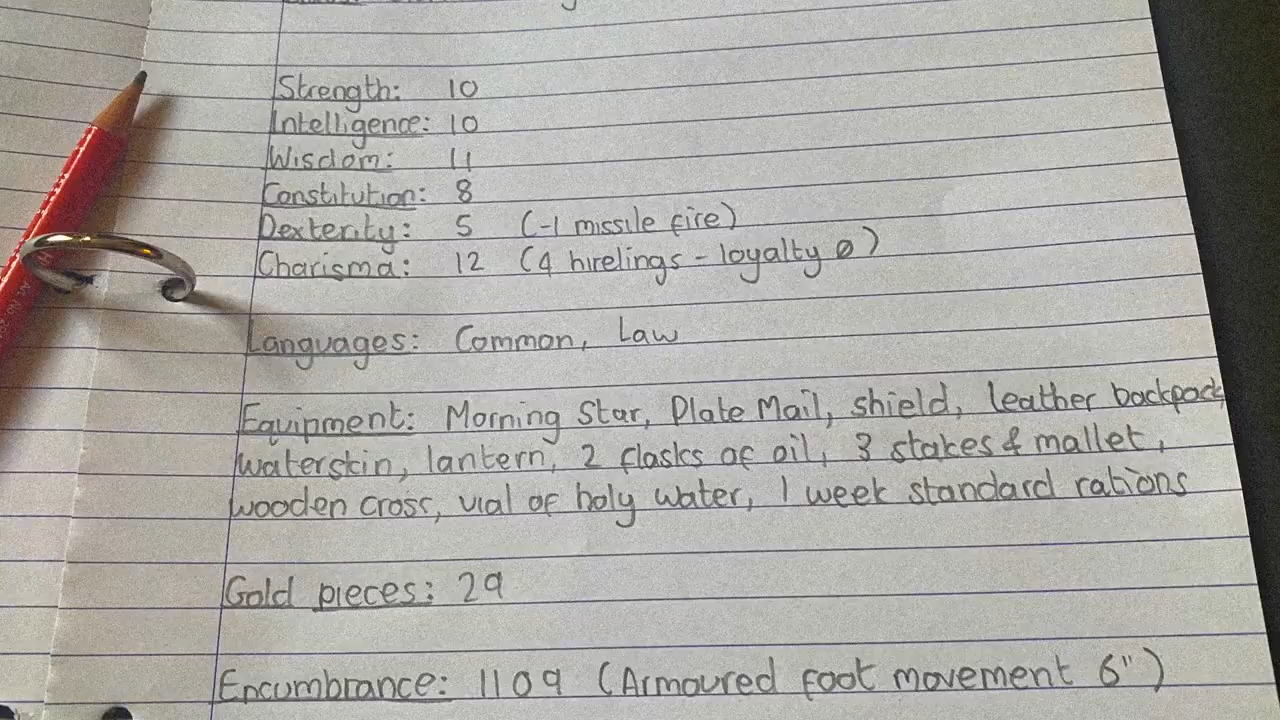 Strength: 10
Intelligence: 10
Wisdom: 11
Constitution: 8
Dexterity: 5 (-1 missile fire)
Charisma: 12 (4 hirelings - loyalty 0)
Languages: Common, Law
Equipment: Morning Star, Plate Mail, shield, leather backpack
waterskin, lantern, 2 flasks of oil, 3 stakes & mallet,
wooden cross, vial of holy water, 1 week standard rations
Gold pieces: 29
Encumbrance: 1109 (Armoured foot movement 6")